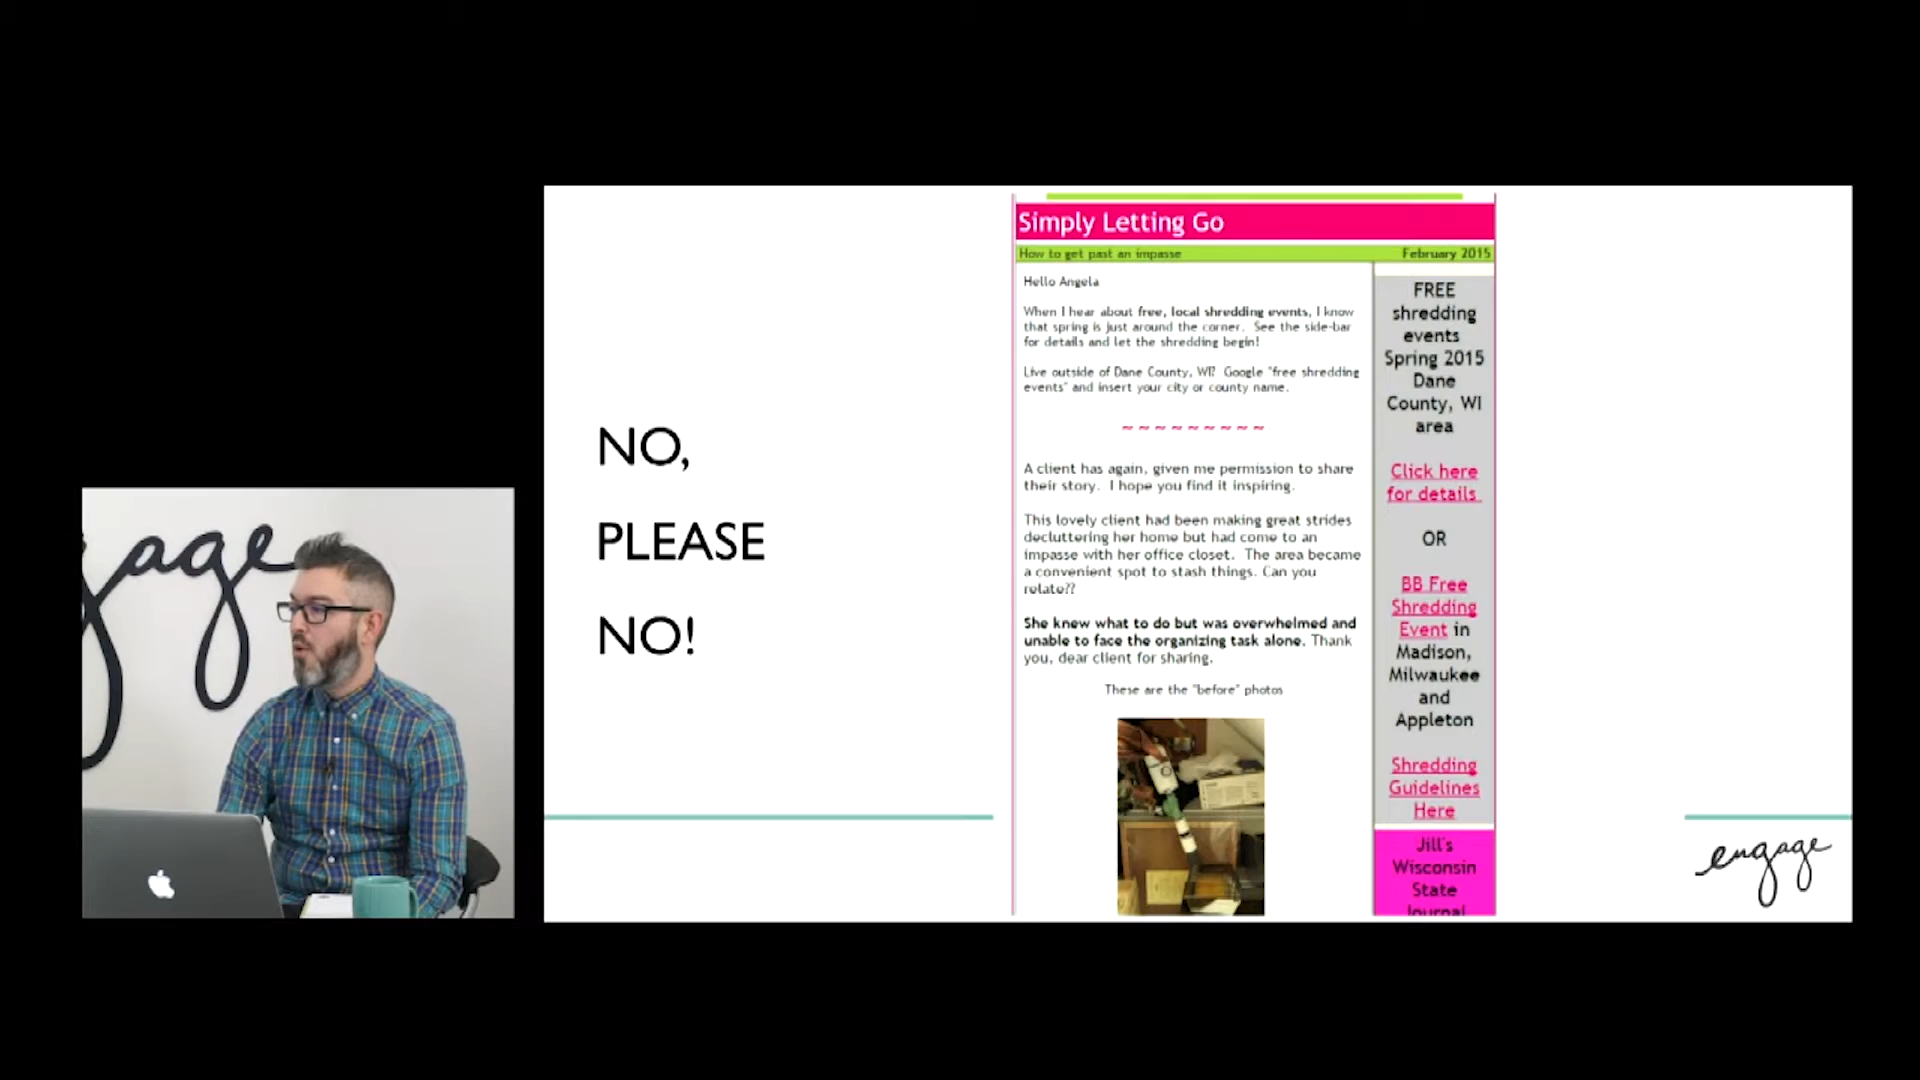 gage
NO,
PLEASE
NO!
Simply Letting Go
How to get past an impasse
February 2015
Hello Angela
When I hear about free, local shredding events, I know
that spring is just around the corner. See the side-bar
for details and let the shredding begin!
Live outside of Dane County, WI? Google "free shredding
events" and insert your city or county name.
~ ~ ~ ~ ~ ~ ~ ~ ~
A client has again, given me permission to share
their story. I hope you find it inspiring.
This lovely client had been making great strides
decluttering her home but had come to an
impasse with her office closet. The area became
a convenient spot to stash things. Can you
relate??
She knew what to do but was overwhelmed and
unable to face the organizing task alone. Thank
you, dear client for sharing.
These are the "before" photos
FREE
shredding
events
Spring 2015
Dane
County, WI
area
Click here
for details
OR
BB Free
Shredding
Event in
Madison,
Milwaukee
and
Appleton
Shredding
Guidelines
Here
Jill's
Wisconsin
State
Journal
engage